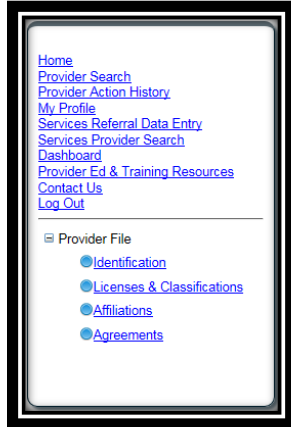 Home
Provider Search
Provider Action History
My Profile
Services Referral Data Entry
Services Provider Search
Dashboard
Provider Ed & Training Resources
Contact Us
Log Out
Provider File
Identification
Licenses & Classifications
Affiliations
Agreements